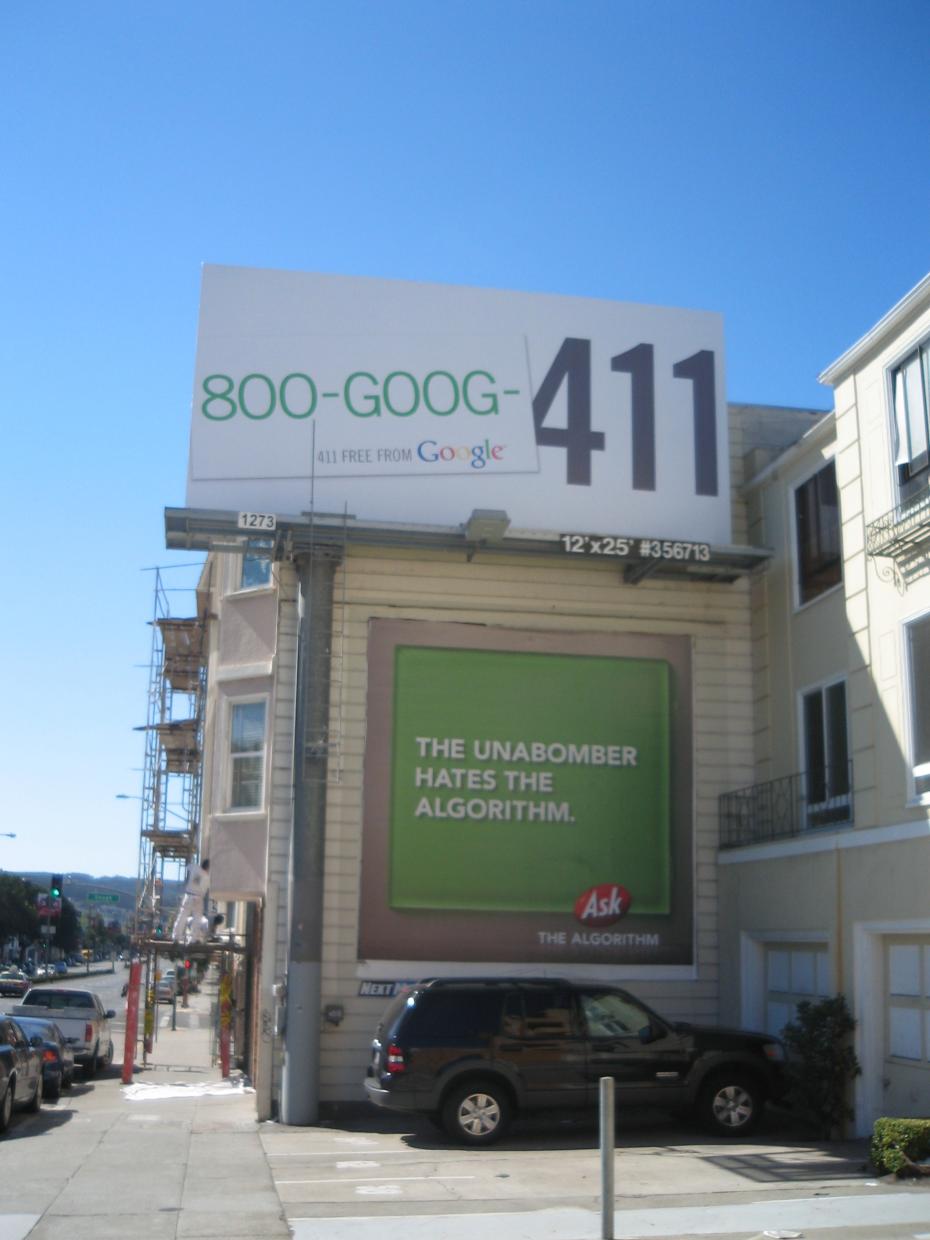 800-GOOG-411
411 FREE FROM Google
1273
12'x25' #356713
THE UNABOMBER
HATES THE
ALGORITHM.
Ask
THE ALGORITHM
NEXT